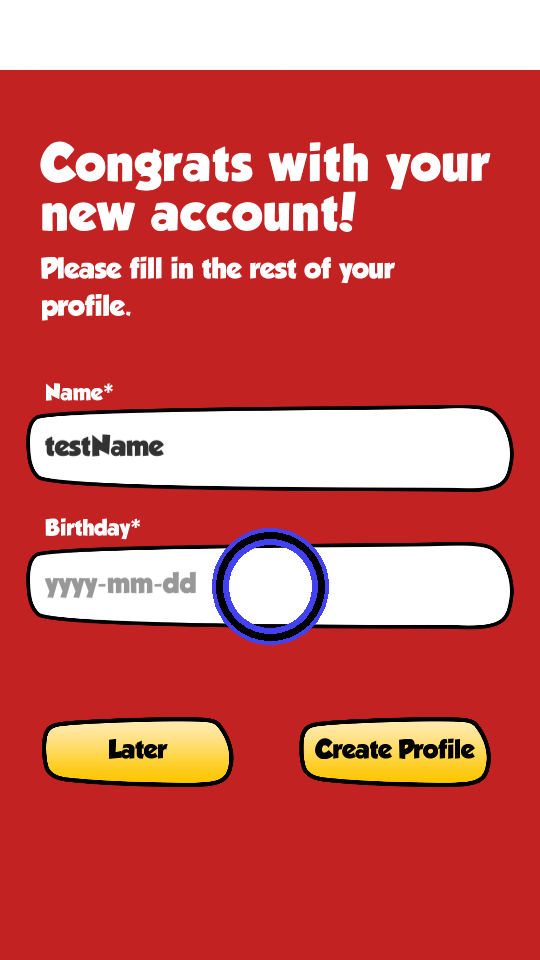 Congrats with your
new account!
Please fill in the rest of your
profile.
Name*
testName
Birthday*
yyyy-mm-dd
Later
Create Profile